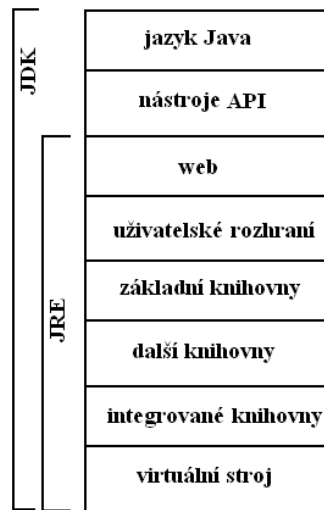 JDK
JRE
jazyk Java
nástroje API
web
uživatelské rozhraní
základní knihovny
další knihovny
integrované knihovny
virtuální stroj